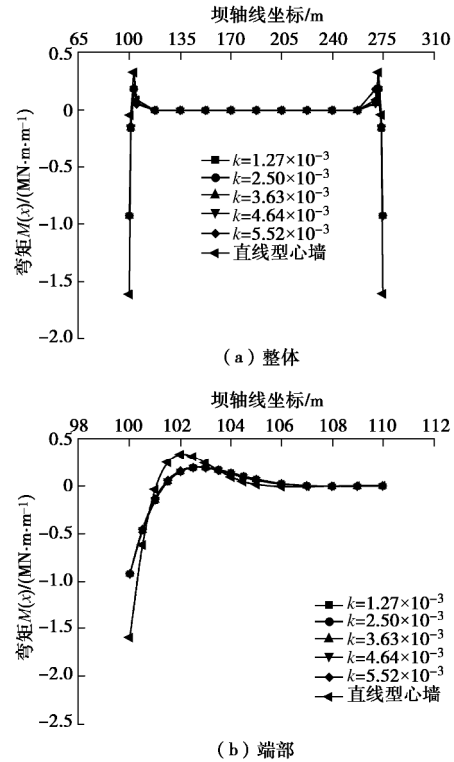 坝轴线坐标/m
65 100 135 170 205 240 275 310
0.5
0
-0.5
-1.0
-1.5
-2.0
弯矩M(x)/(MN·m·m⁻¹)
k=1.27×10⁻³
k=2.50×10⁻³
k=3.63×10⁻³
k=4.64×10⁻³
k=5.52×10⁻³
直线型心墙
(a)整体
坝轴线坐标/m
98 100 102 104 106 108 110 112
0.5
0
-0.5
-1.0
-1.5
-2.0
-2.5
弯矩M(x)/(MN·m·m⁻¹)
k=1.27×10⁻³
k=2.50×10⁻³
k=3.63×10⁻³
k=4.64×10⁻³
k=5.52×10⁻³
直线型心墙
(b)端部